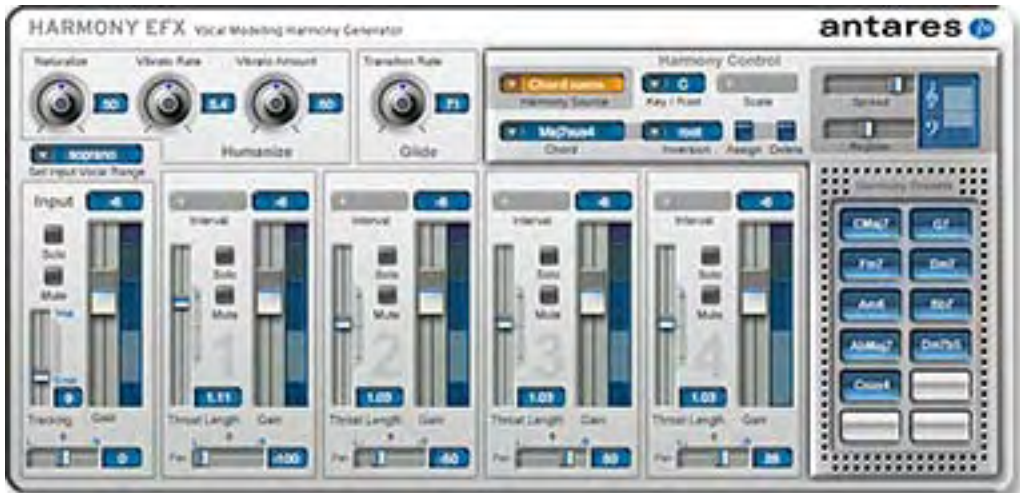 HARMONY EFX Vocal Modeling Harmony Generator
antares
Naturalize Vibrato Rate Vibrato Amount Transition Rate
50 5.4 50 71
Humanize Glide
Harmony Control
Chord name
Harmony Source Key / Root Scale
Maj7sus4 root
Chord Inversion Assign Delete
Spread
Register
soprano
Set Input Vocal Range
Input -6
Solo
Mute
Tracking Gain
0
0
Interval -6
Solo
Mute
1
1.11
Throat Length Gain
Pan -100
Interval -6
Solo
Mute
2
1.03
Throat Length Gain
Pan
Interval -6
Solo
Mute
3
1.03
Throat Length Gain
Pan
Interval -6
Solo
Mute
4
1.03
Throat Length Gain
Pan
Harmony Presets
CMaj7 G7
Fm7 Dm7
Am6 Bb7
AbMaj7 Dm7b5
Csus4